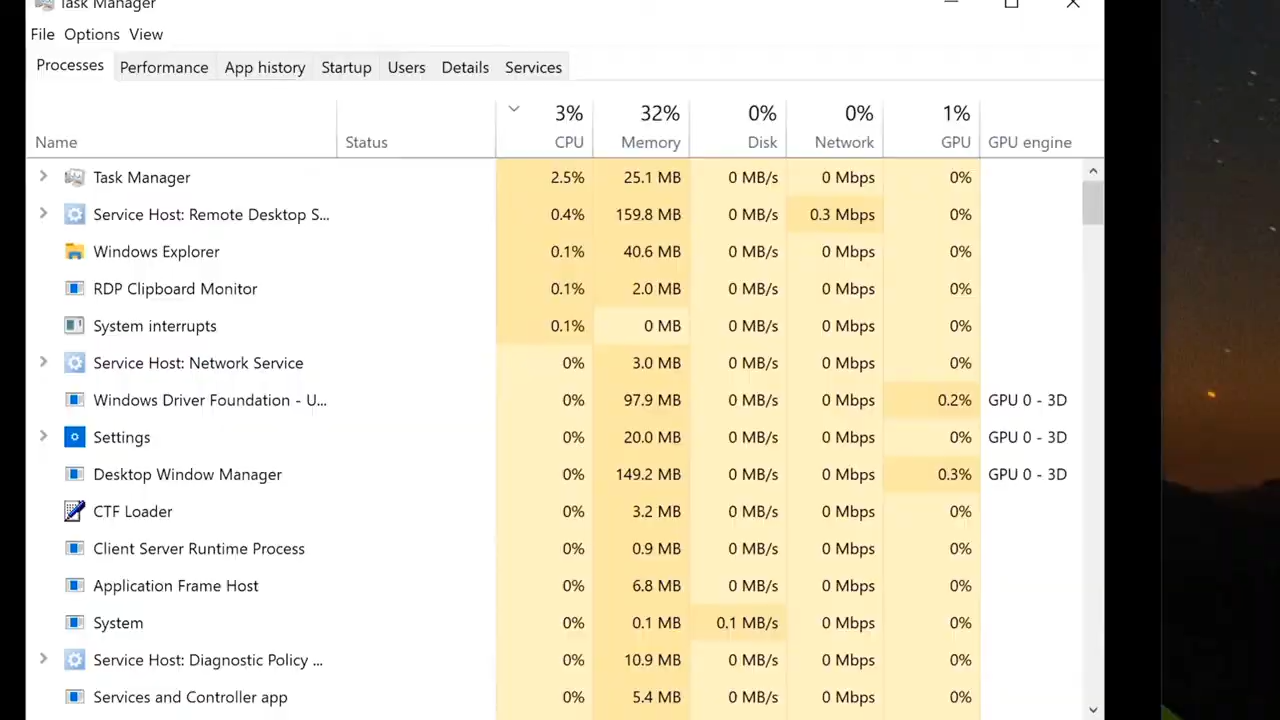 Task Manager
File Options View
Processes Performance App history Startup Users Details Services
3% 32% 0% 0% 1%
Name Status CPU Memory Disk Network GPU GPU engine
Task Manager 2.5% 25.1 MB 0 MB/s 0 Mbps 0%
Service Host: Remote Desktop S... 0.4% 159.8 MB 0 MB/s 0.3 Mbps 0%
Windows Explorer 0.1% 40.6 MB 0 MB/s 0 Mbps 0%
RDP Clipboard Monitor 0.1% 2.0 MB 0 MB/s 0 Mbps 0%
System interrupts 0.1% 0 MB 0 MB/s 0 Mbps 0%
Service Host: Network Service 0% 3.0 MB 0 MB/s 0 Mbps 0%
Windows Driver Foundation - U... 0% 97.9 MB 0 MB/s 0 Mbps 0.2% GPU 0 - 3D
Settings 0% 20.0 MB 0 MB/s 0 Mbps 0% GPU 0 - 3D
Desktop Window Manager 0% 149.2 MB 0 MB/s 0 Mbps 0.3% GPU 0 - 3D
CTF Loader 0% 3.2 MB 0 MB/s 0 Mbps 0%
Client Server Runtime Process 0% 0.9 MB 0 MB/s 0 Mbps 0%
Application Frame Host 0% 6.8 MB 0 MB/s 0 Mbps 0%
System 0% 0.1 MB 0.1 MB/s 0 Mbps 0%
Service Host: Diagnostic Policy ... 0% 10.9 MB 0 MB/s 0 Mbps 0%
Services and Controller app 0% 5.4 MB 0 MB/s 0 Mbps 0%